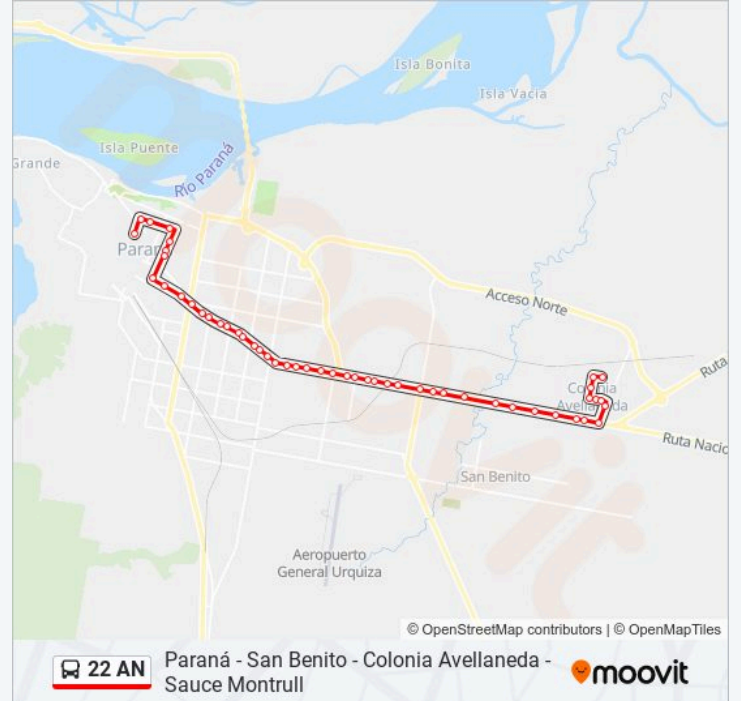 Isla Bonita
Isla Vacia
Isla Puente
Grande
Río Paraná
Paraná
Acceso Norte
Ruta
Colonia
Avellaneda
Ruta Nacio
San Benito
Aeropuerto
General Urquiza
© OpenStreetMap contributors | © OpenMapTiles
22 AN
Paraná - San Benito - Colonia Avellaneda -
Sauce Montrull
moovit